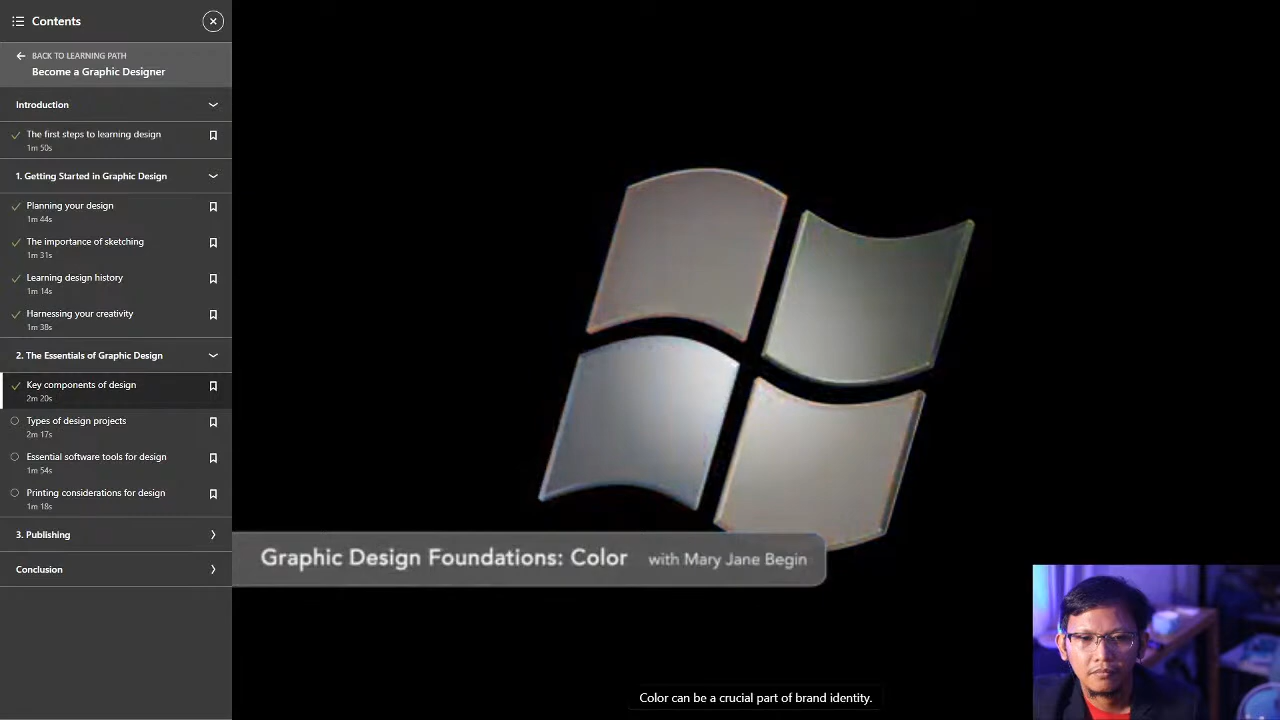 Contents
BACK TO LEARNING PATH
Become a Graphic Designer
Introduction
The first steps to learning design
1m 50s
1. Getting Started in Graphic Design
Planning your design
1m 44s
The importance of sketching
1m 31s
Learning design history
1m 14s
Harnessing your creativity
1m 38s
2. The Essentials of Graphic Design
Key components of design
2m 20s
Types of design projects
2m 17s
Essential software tools for design
1m 54s
Printing considerations for design
1m 18s
3. Publishing
Conclusion
Graphic Design Foundations: Color with Mary Jane Begin
Color can be a crucial part of brand identity.